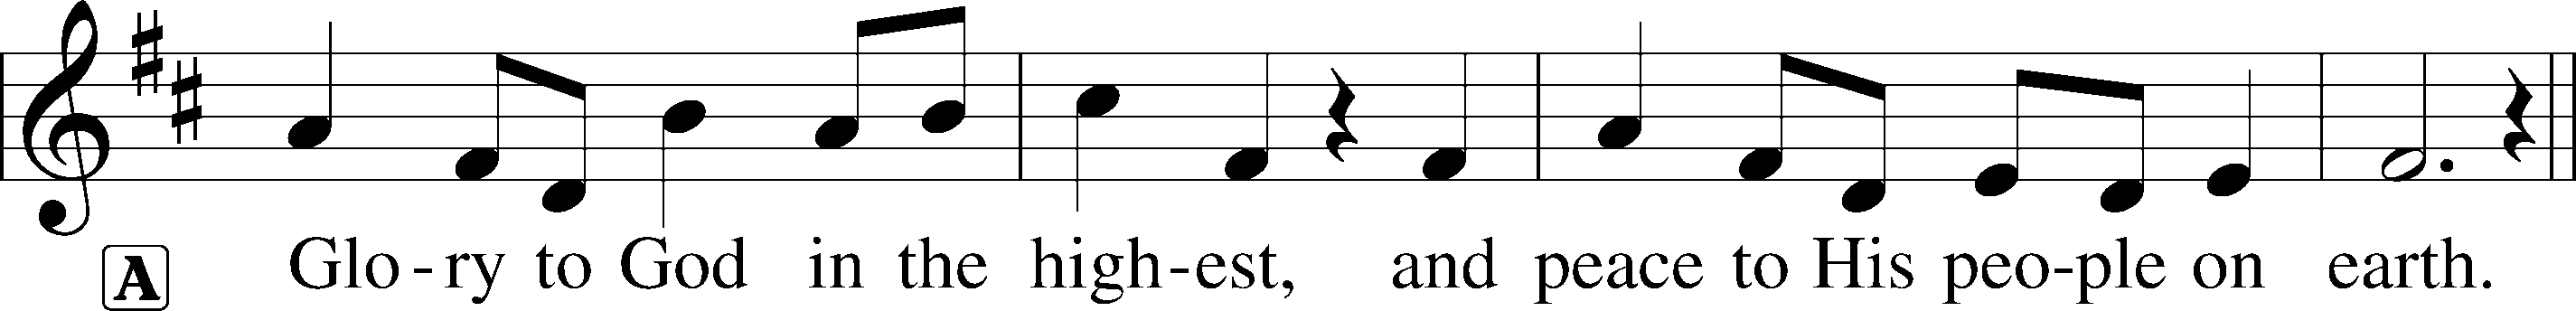 A Glo-ry to God in the high-est, and peace to His peo-ple on earth.